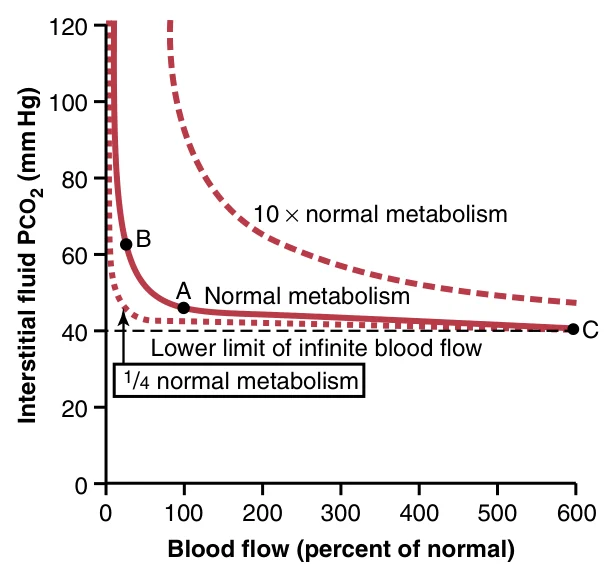 Interstitial fluid PCO2 (mm Hg)
120
100
80
60
40
20
0
B
10 × normal metabolism
A
Normal metabolism
C
Lower limit of infinite blood flow
1/4 normal metabolism
0 100 200 300 400 500 600
Blood flow (percent of normal)